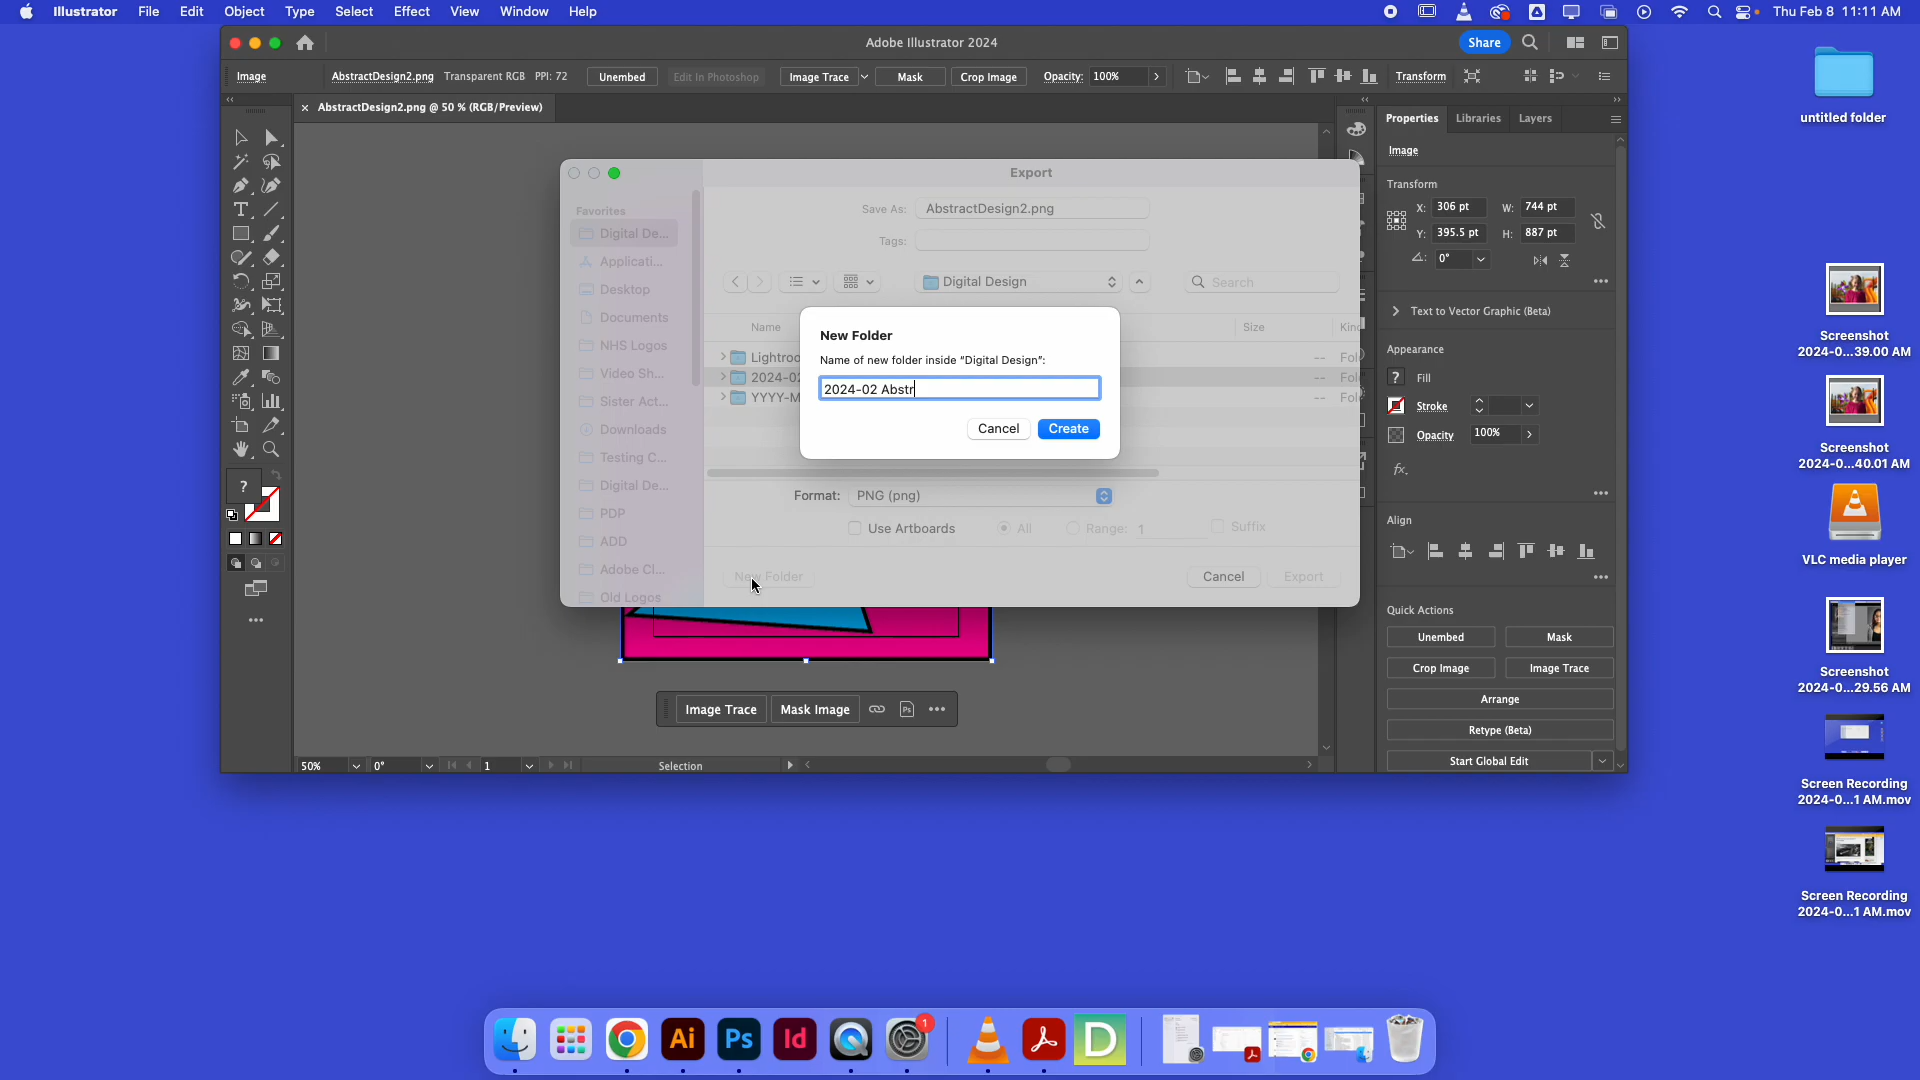 Illustrator File Edit Object Type Select Effect View Window Help
Thu Feb 8 11:11 AM
Adobe Illustrator 2024
Share
Image
AbstractDesign2.png Transparent RGB PPI: 72 Unembed Edit In Photoshop Image Trace Mask Crop Image Opacity: 100% Transform
× AbstractDesign2.png @ 50 % (RGB/Preview)
Export
Favorites
Digital De...
Applicati...
Desktop
Documents
NHS Logos
Video Sh...
Sister Act...
Downloads
Testing C...
Digital De...
PDP
ADD
Adobe Cl...
Old Logos
Save As: AbstractDesign2.png
Tags:
Digital Design
Search
Name Size Kind
Lightroo
2024-02
YYYY-M
-- Fol
-- Fol
-- Fol
New Folder
Name of new folder inside “Digital Design”:
2024-02 Abstr
Cancel Create
Format: PNG (png)
Use Artboards All Range: 1 Suffix
New Folder Cancel Export
Image Trace Mask Image Ps
50% 0° 1 Selection
Properties Libraries Layers
Image
Transform
X: 306 pt W: 744 pt
Y: 395.5 pt H: 887 pt
0°
Text to Vector Graphic (Beta)
Appearance
? Fill
Stroke
Opacity 100%
fx.
Align
Quick Actions
Unembed Mask
Crop Image Image Trace
Arrange
Retype (Beta)
Start Global Edit
?
untitled folder
Screenshot
2024-0...39.00 AM
Screenshot
2024-0...40.01 AM
VLC media player
Screenshot
2024-0...29.56 AM
Screen Recording
2024-0...1 AM.mov
Screen Recording
2024-0...1 AM.mov
Ai Ps Id 1 D